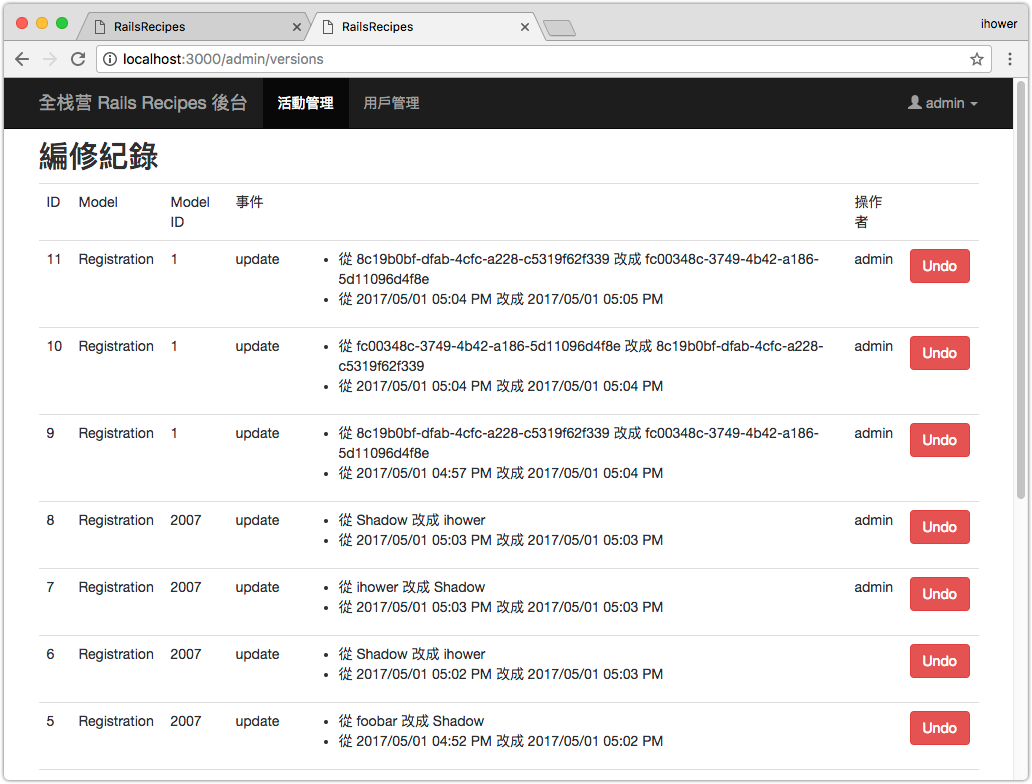 RailsRecipes
RailsRecipes
ihower
localhost:3000/admin/versions
全栈营 Rails Recipes 後台 活動管理 用戶管理 admin
編修紀錄
ID Model Model ID 事件 操作者
11 Registration 1 update
從 8c19b0bf-dfab-4cfc-a228-c5319f62f339 改成 fc00348c-3749-4b42-a186-
5d11096d4f8e
從 2017/05/01 05:04 PM 改成 2017/05/01 05:05 PM
admin Undo
10 Registration 1 update
從 fc00348c-3749-4b42-a186-5d11096d4f8e 改成 8c19b0bf-dfab-4cfc-a228-
c5319f62f339
從 2017/05/01 05:04 PM 改成 2017/05/01 05:04 PM
admin Undo
9 Registration 1 update
從 8c19b0bf-dfab-4cfc-a228-c5319f62f339 改成 fc00348c-3749-4b42-a186-
5d11096d4f8e
從 2017/05/01 04:57 PM 改成 2017/05/01 05:04 PM
admin Undo
8 Registration 2007 update
從 Shadow 改成 ihower
從 2017/05/01 05:03 PM 改成 2017/05/01 05:03 PM
admin Undo
7 Registration 2007 update
從 ihower 改成 Shadow
從 2017/05/01 05:03 PM 改成 2017/05/01 05:03 PM
admin Undo
6 Registration 2007 update
從 Shadow 改成 ihower
從 2017/05/01 05:02 PM 改成 2017/05/01 05:03 PM
Undo
5 Registration 2007 update
從 foobar 改成 Shadow
從 2017/05/01 04:52 PM 改成 2017/05/01 05:02 PM
Undo